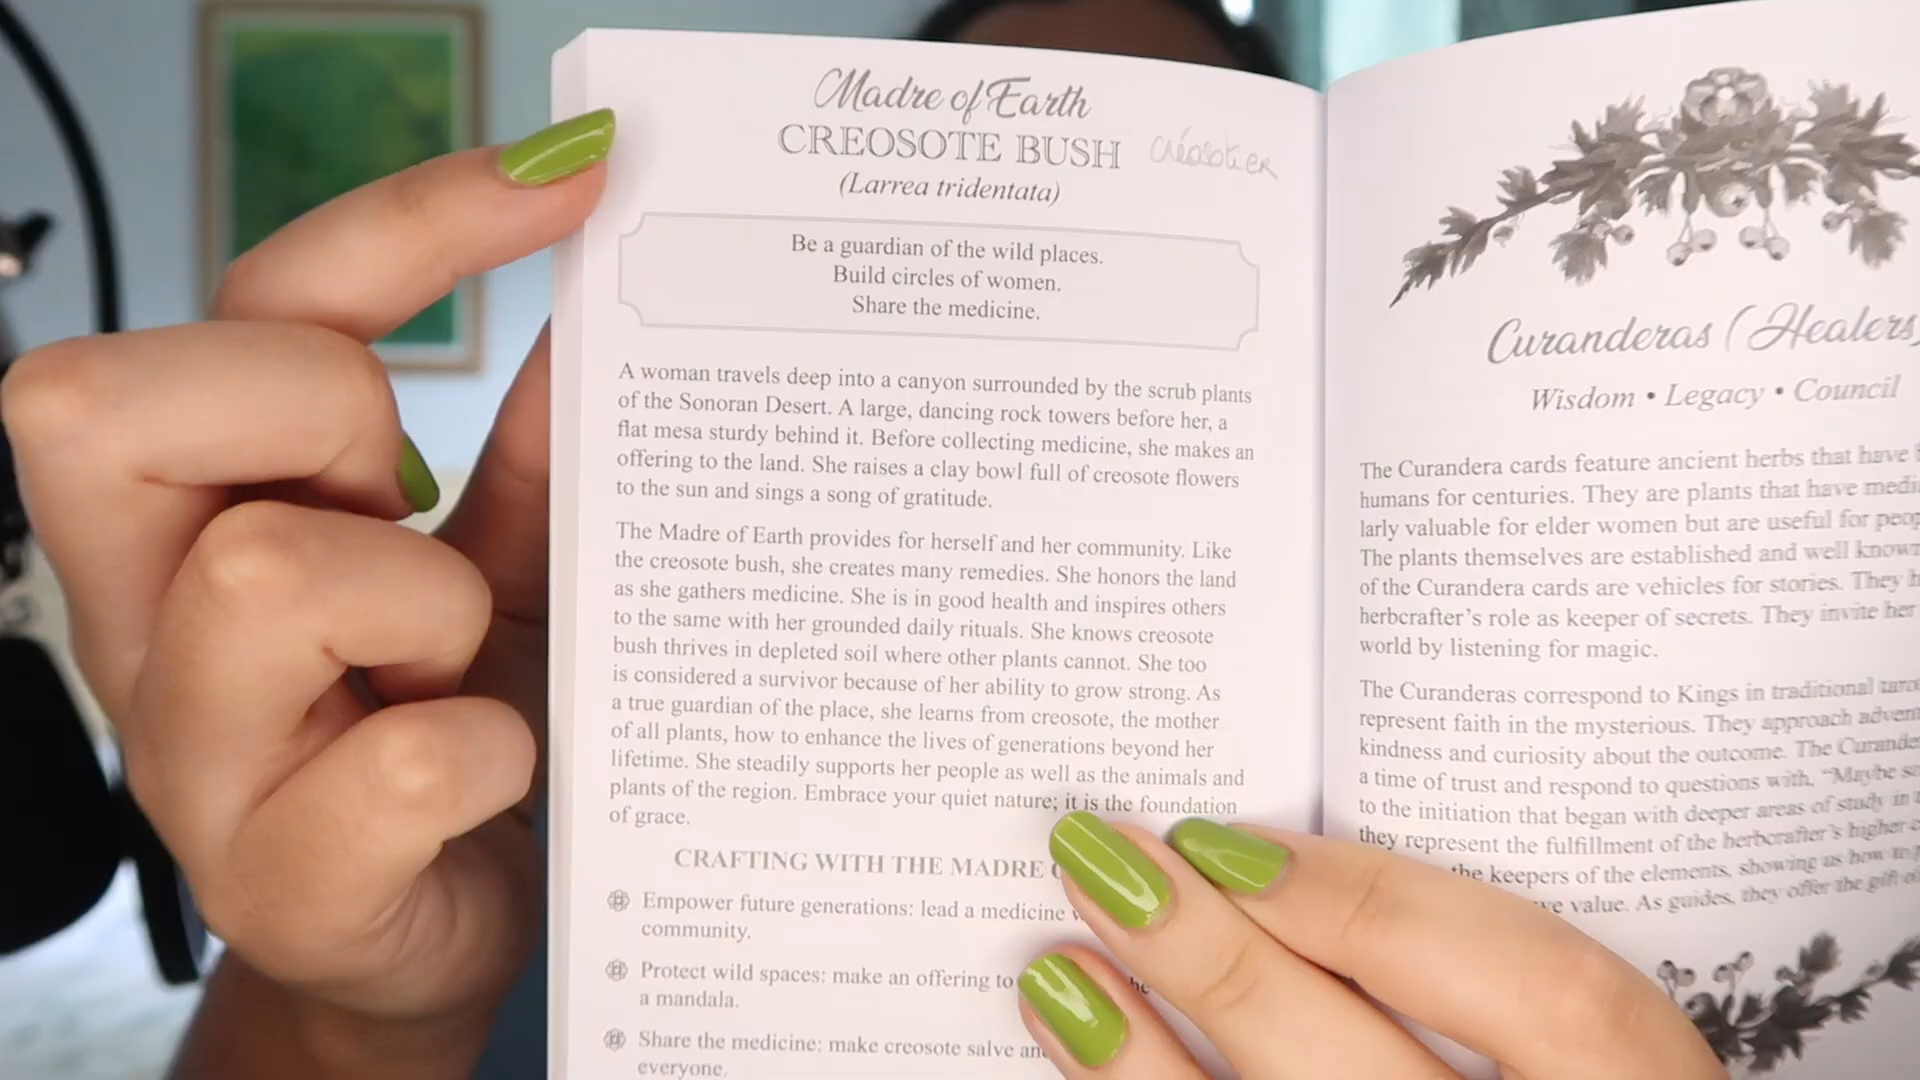 Madre of Earth
CREOSOTE BUSH créosotier
(Larrea tridentata)
Be a guardian of the wild places.
Build circles of women.
Share the medicine.
A woman travels deep into a canyon surrounded by the scrub plants
of the Sonoran Desert. A large, dancing rock towers before her, a
flat mesa sturdy behind it. Before collecting medicine, she makes an
offering to the land. She raises a clay bowl full of creosote flowers
to the sun and sings a song of gratitude.
The Madre of Earth provides for herself and her community. Like
the creosote bush, she creates many remedies. She honors the land
as she gathers medicine. She is in good health and inspires others
to the same with her grounded daily rituals. She knows creosote
bush thrives in depleted soil where other plants cannot. She too
is considered a survivor because of her ability to grow strong. As
a true guardian of the place, she learns from creosote, the mother
of all plants, how to enhance the lives of generations beyond her
lifetime. She steadily supports her people as well as the animals and
plants of the region. Embrace your quiet nature; it is the foundation
of grace.
CRAFTING WITH THE MADRE
Empower future generations: lead a medicine
community.
Protect wild spaces: make an offering to
a mandala.
Share the medicine: make creosote salve
everyone.
Curanderas (Healers)
Wisdom • Legacy • Council
The Curandera cards feature ancient herbs that have
humans for centuries. They are plants that have
larly valuable for elder women but are useful for
The plants themselves are established and well known
of the Curandera cards are vehicles for stories. They
herbcrafter's role as keeper of secrets. They invite her
world by listening for magic.
The Curanderas correspond to Kings in traditional
represent faith in the mysterious. They approach
kindness and curiosity about the outcome. The
a time of trust and respond to questions with, "Maybe
to the initiation that began with deeper areas of study in
they represent the fulfillment of the herbcrafter's higher
the keepers of the elements, showing us how to
value. As guides, they offer the gift